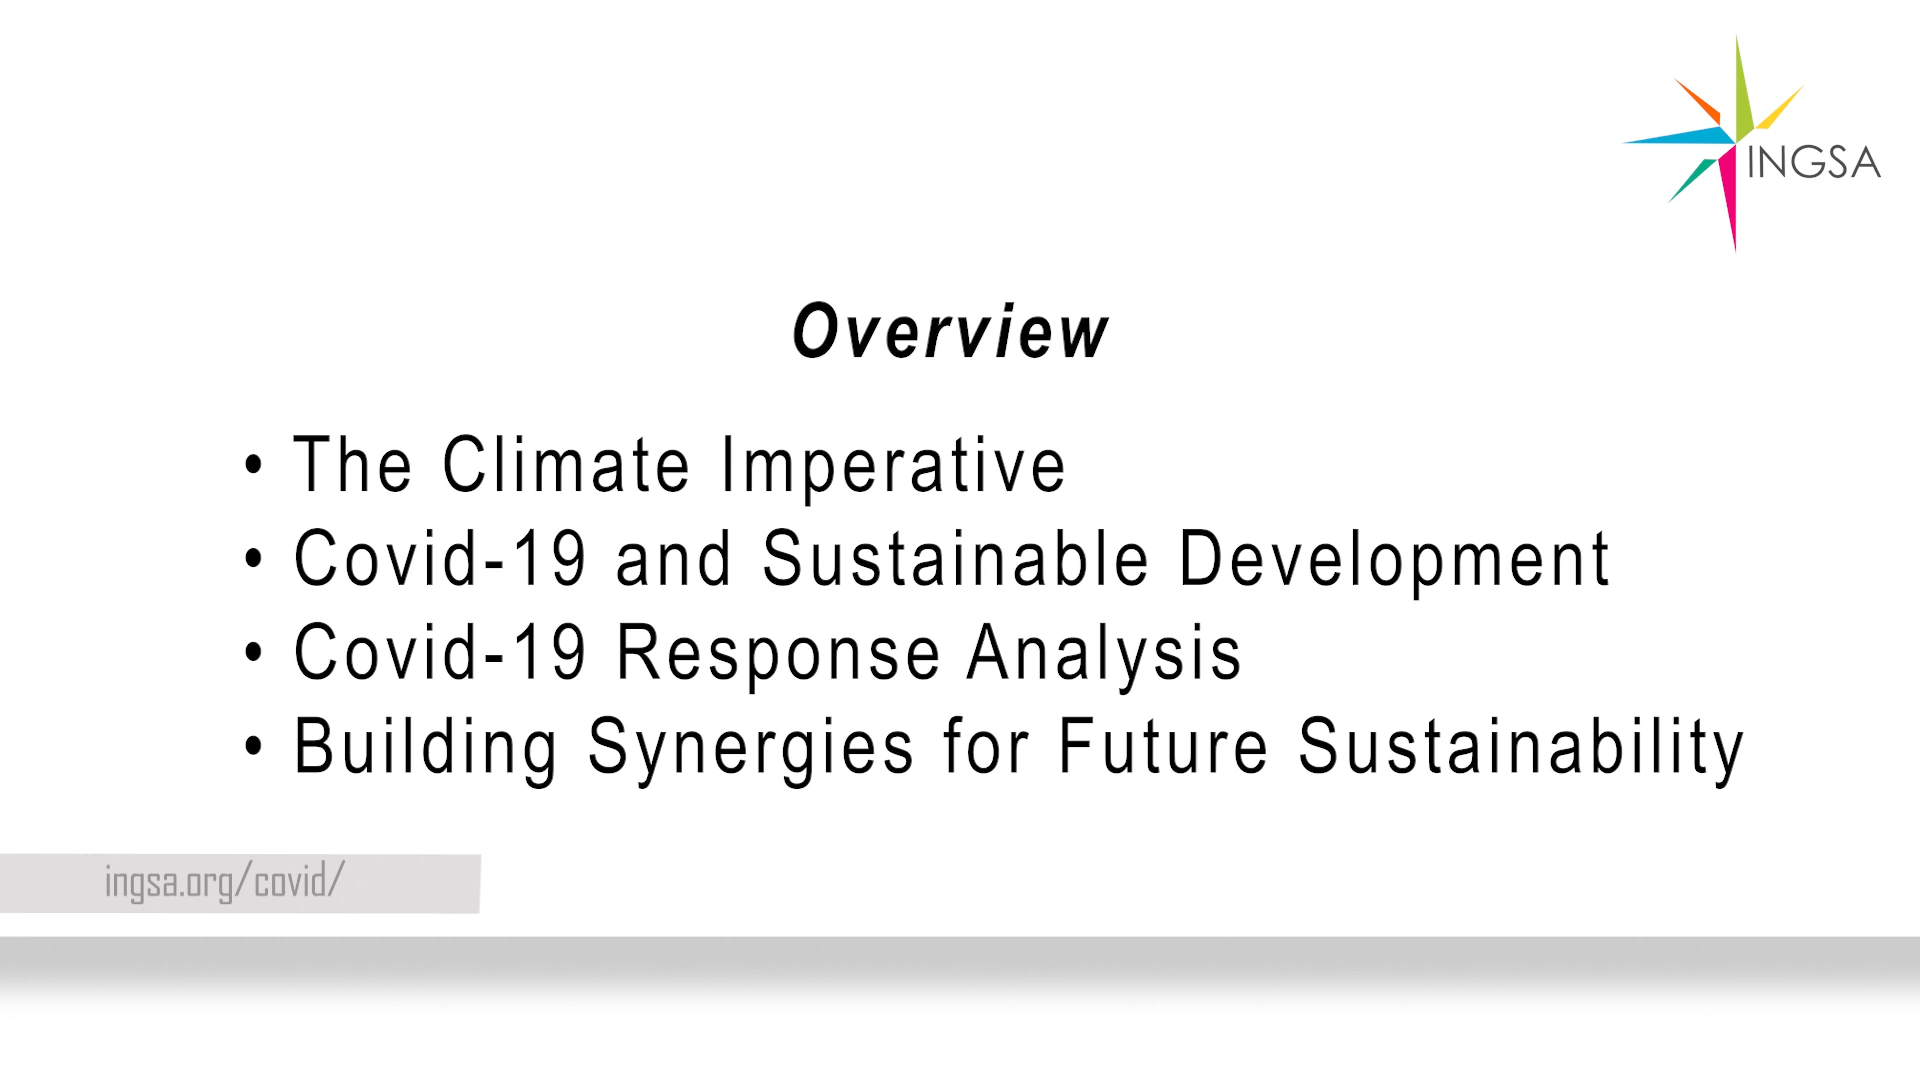 INGSA
Overview
• The Climate Imperative
• Covid-19 and Sustainable Development
• Covid-19 Response Analysis
• Building Synergies for Future Sustainability
ingsa.org/covid/